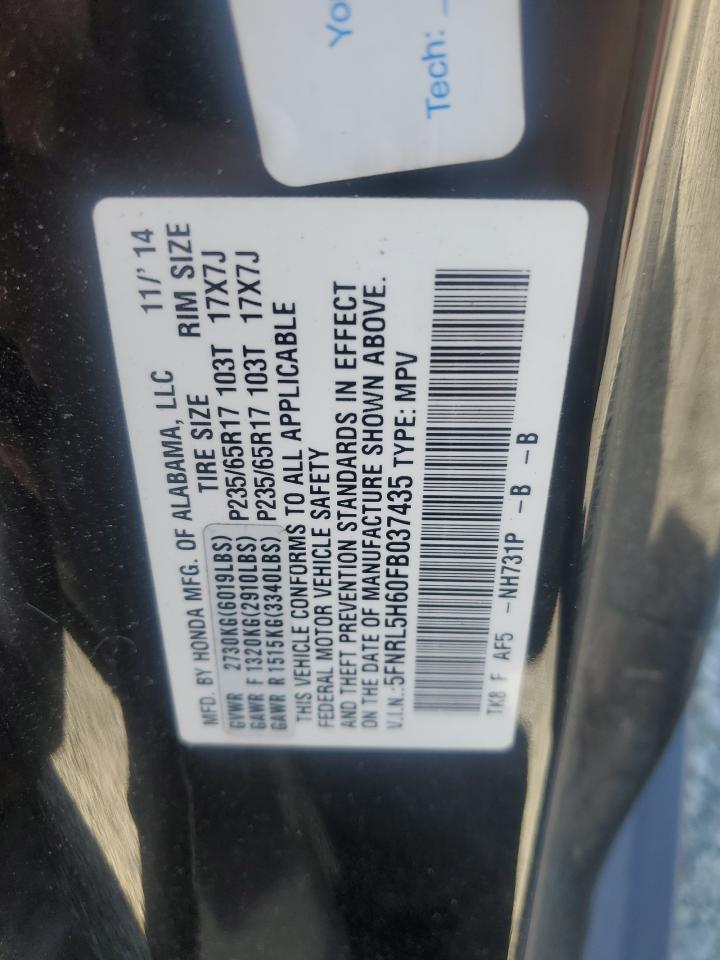 Yo
Tech:
MFD. BY HONDA MFG. OF ALABAMA, LLC 11/' 14
TIRE SIZE RIM SIZE
GVWR 2730KG(6019LBS)
GAWR F 1320KG(2910LBS) P235/65R17 103T 17X7J
GAWR R 1515KG(3340LBS) P235/65R17 103T 17X7J
THIS VEHICLE CONFORMS TO ALL APPLICABLE
FEDERAL MOTOR VEHICLE SAFETY
AND THEFT PREVENTION STANDARDS IN EFFECT
ON THE DATE OF MANUFACTURE SHOWN ABOVE.
V.I.N.:5FNRL5H60FB037435 TYPE: MPV
TK8 F AF5 -NH731P -B -B